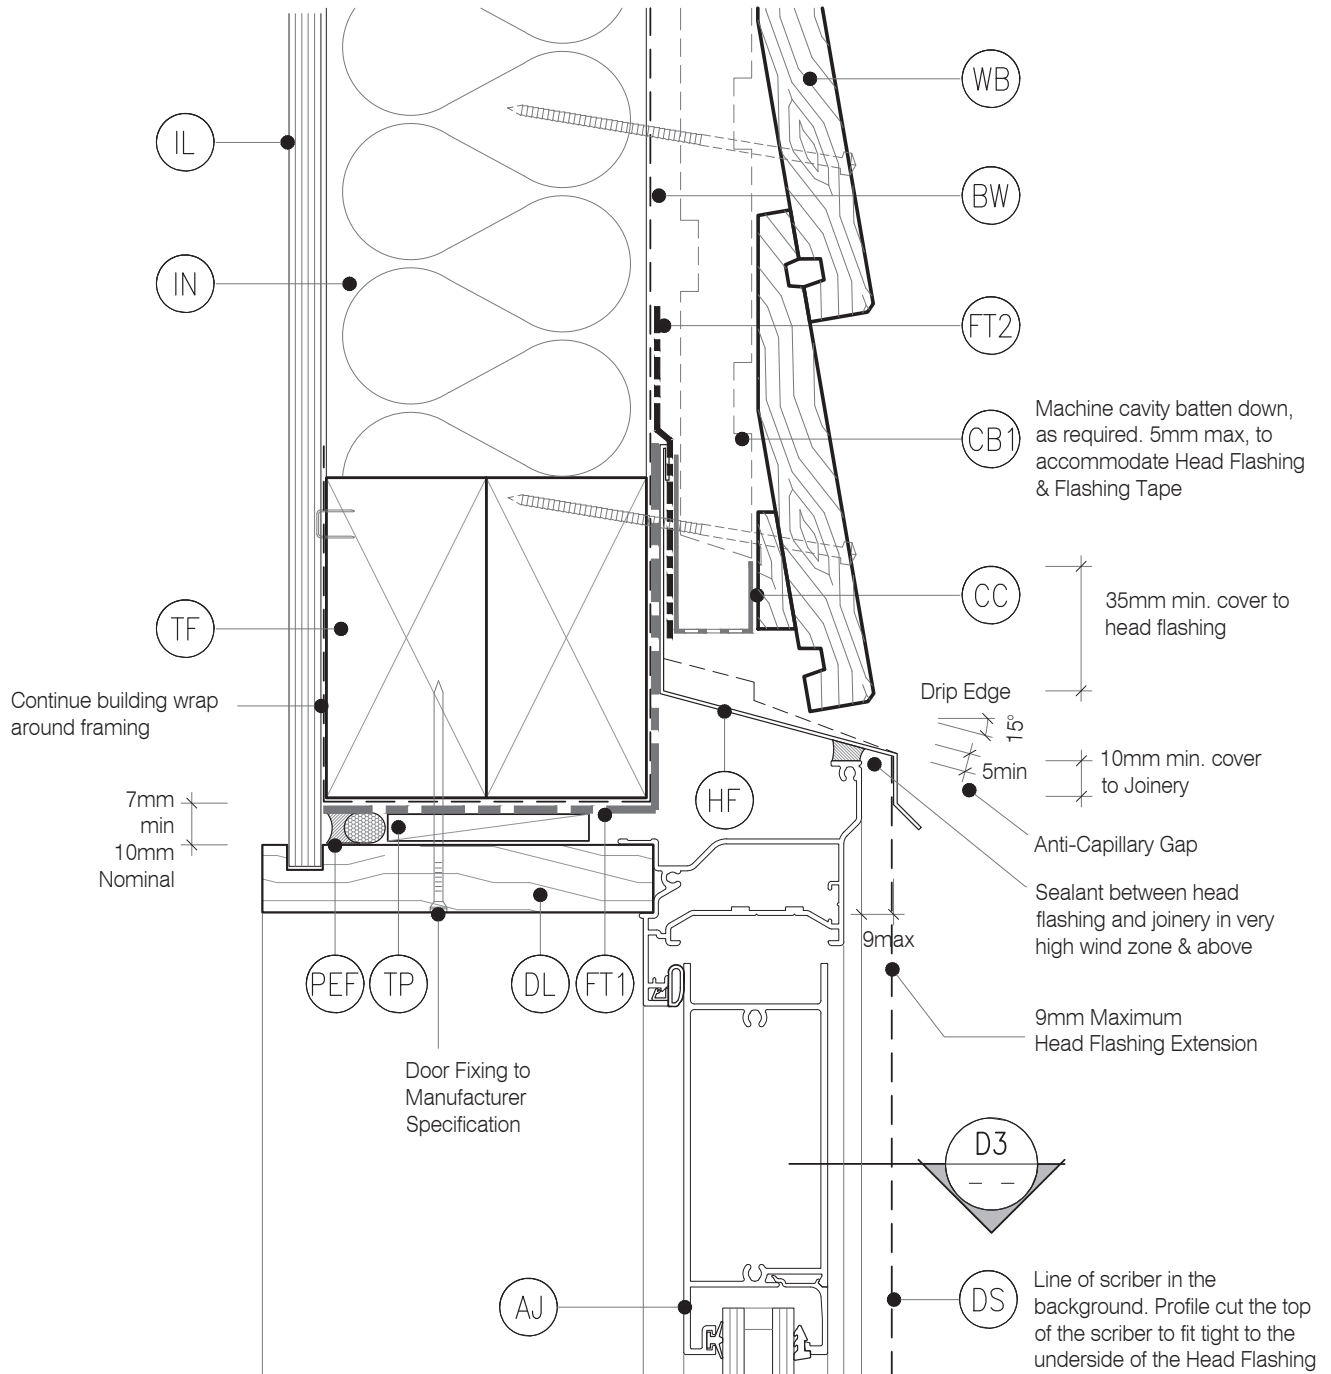 WB
IL
BW
IN
FT2
CB1
Machine cavity batten down,
as required. 5mm max, to
accommodate Head Flashing
& Flashing Tape
CC
35mm min. cover to
head flashing
TF
Continue building wrap
around framing
Drip Edge
15°
5min
10mm min. cover
to Joinery
HF
7mm
min
10mm
Nominal
Anti-Capillary Gap
Sealant between head
flashing and joinery in very
high wind zone & above
9max
PEF
TP
DL
FT1
9mm Maximum
Head Flashing Extension
Door Fixing to
Manufacturer
Specification
D3
- -
AJ
DS
Line of scriber in the
background. Profile cut the top
of the scriber to fit tight to the
underside of the Head Flashing